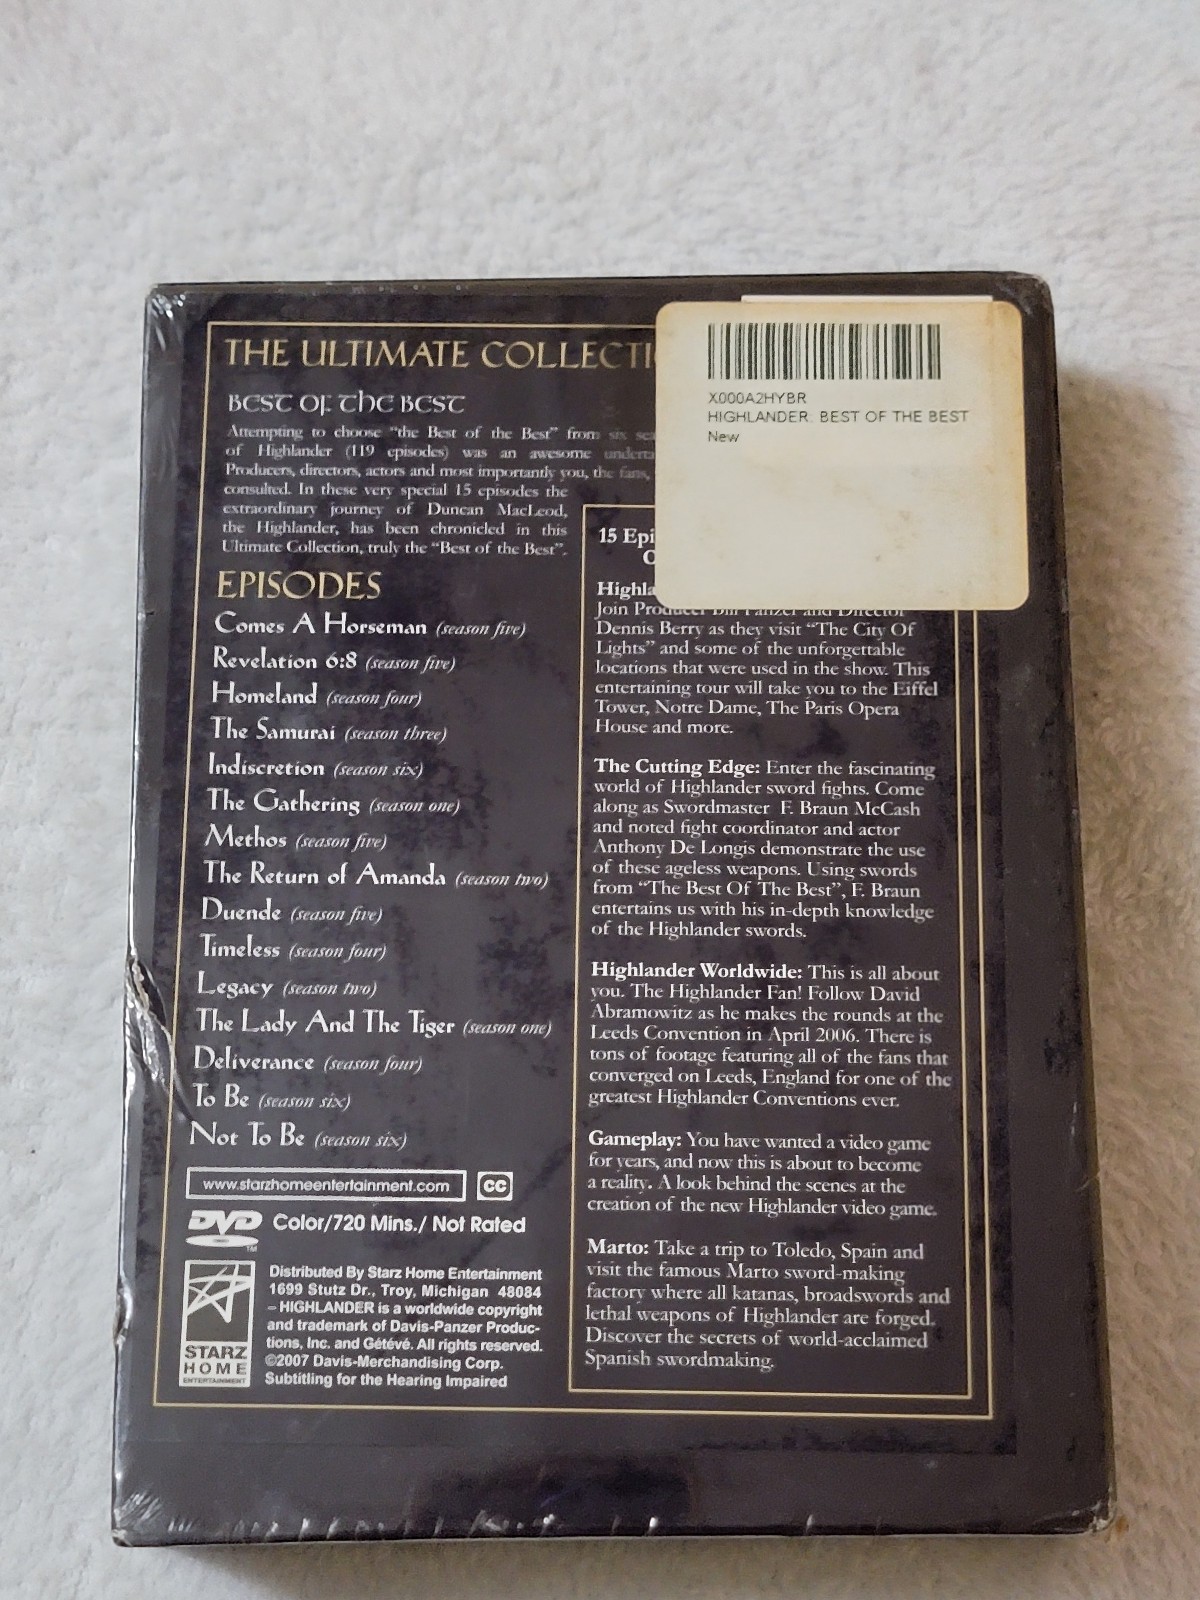 THE ULTIMATE COLLECTI
BEST OF THE BEST
Attempting to choose "the Best of the Best" from six sea
of Highlander (119 episodes) was an awesome underta
Producers, directors, actors and most importantly you, the fans,
consulted. In these very special 15 episodes the
extraordinary journey of Duncan MacLeod,
the Highlander, has been chronicled in this
Ultimate Collection, truly the "Best of the Best".
EPISODES
Comes A Horseman (season five)
Revelation 6:8 (season five)
Homeland (season four)
The Samurai (season three)
Indiscretion (season six)
The Gathering (season one)
Methos (season five)
The Return of Amanda (season two)
Duende (season five)
Timeless (season four)
Legacy (season two)
The Lady And The Tiger (season one)
Deliverance (season four)
To Be (season six)
Not To Be (season six)
www.starzhomeentertainment.com CC
DVD Color/720 Mins./ Not Rated
TM
STARZ
HOME
ENTERTAINMENT
Distributed By Starz Home Entertainment
1699 Stutz Dr., Troy, Michigan 48084
– HIGHLANDER is a worldwide copyright
and trademark of Davis-Panzer Produc-
tions, Inc. and Gétévé. All rights reserved.
©2007 Davis-Merchandising Corp.
Subtitling for the Hearing Impaired
X000A2HYBR
HIGHLANDER: BEST OF THE BEST
New
15 Epi
Highla
Join Producer Bill Panzer and Director
Dennis Berry as they visit "The City Of
Lights" and some of the unforgettable
locations that were used in the show. This
entertaining tour will take you to the Eiffel
Tower, Notre Dame, The Paris Opera
House and more.
The Cutting Edge: Enter the fascinating
world of Highlander sword fights. Come
along as Swordmaster F. Braun McCash
and noted fight coordinator and actor
Anthony De Longis demonstrate the use
of these ageless weapons. Using swords
from "The Best Of The Best", F. Braun
entertains us with his in-depth knowledge
of the Highlander swords.
Highlander Worldwide: This is all about
you. The Highlander Fan! Follow David
Abramowitz as he makes the rounds at the
Leeds Convention in April 2006. There is
tons of footage featuring all of the fans that
converged on Leeds, England for one of the
greatest Highlander Conventions ever.
Gameplay: You have wanted a video game
for years, and now this is about to become
a reality. A look behind the scenes at the
creation of the new Highlander video game.
Marto: Take a trip to Toledo, Spain and
visit the famous Marto sword-making
factory where all katanas, broadswords and
lethal weapons of Highlander are forged.
Discover the secrets of world-acclaimed
Spanish swordmaking.